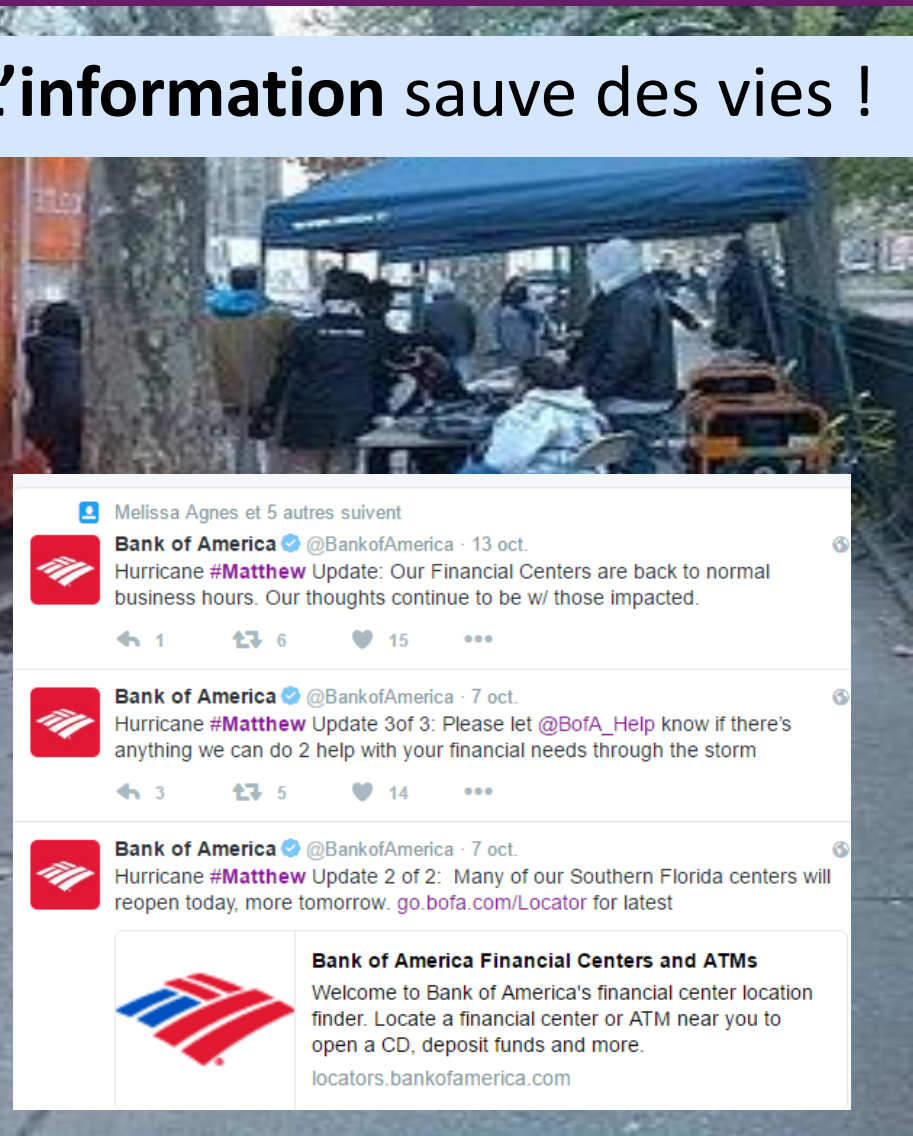 ’information sauve des vies !
Melissa Agnes et 5 autres suivent
Bank of America @BankofAmerica · 13 oct.
Hurricane #Matthew Update: Our Financial Centers are back to normal
business hours. Our thoughts continue to be w/ those impacted.
1 6 15 •••
Bank of America @BankofAmerica · 7 oct.
Hurricane #Matthew Update 3of 3: Please let @BofA_Help know if there's
anything we can do 2 help with your financial needs through the storm
3 5 14 •••
Bank of America @BankofAmerica · 7 oct.
Hurricane #Matthew Update 2 of 2: Many of our Southern Florida centers will
reopen today, more tomorrow. go.bofa.com/Locator for latest
Bank of America Financial Centers and ATMs
Welcome to Bank of America's financial center location
finder. Locate a financial center or ATM near you to
open a CD, deposit funds and more.
locators.bankofamerica.com